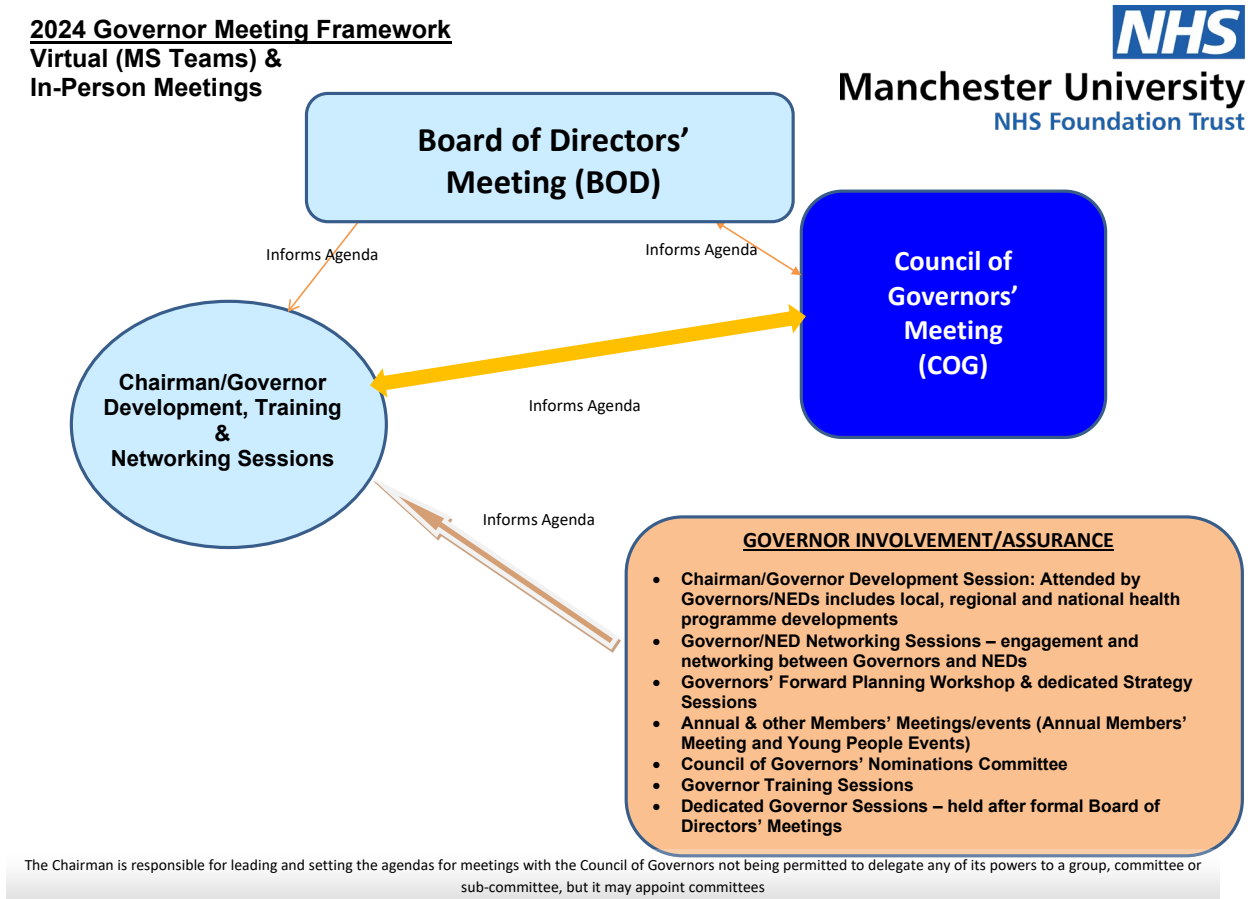 2024 Governor Meeting Framework
Virtual (MS Teams) &
In-Person Meetings
NHS
Manchester University
NHS Foundation Trust
Board of Directors’
Meeting (BOD)
Informs Agenda
Informs Agenda
Council of
Governors’
Meeting
(COG)
Chairman/Governor
Development, Training
&
Networking Sessions
Informs Agenda
Informs Agenda
GOVERNOR INVOLVEMENT/ASSURANCE
• Chairman/Governor Development Session: Attended by
Governors/NEDs includes local, regional and national health
programme developments
• Governor/NED Networking Sessions – engagement and
networking between Governors and NEDs
• Governors’ Forward Planning Workshop & dedicated Strategy
Sessions
• Annual & other Members’ Meetings/events (Annual Members’
Meeting and Young People Events)
• Council of Governors’ Nominations Committee
• Governor Training Sessions
• Dedicated Governor Sessions – held after formal Board of
Directors’ Meetings
The Chairman is responsible for leading and setting the agendas for meetings with the Council of Governors not being permitted to delegate any of its powers to a group, committee or
sub-committee, but it may appoint committees